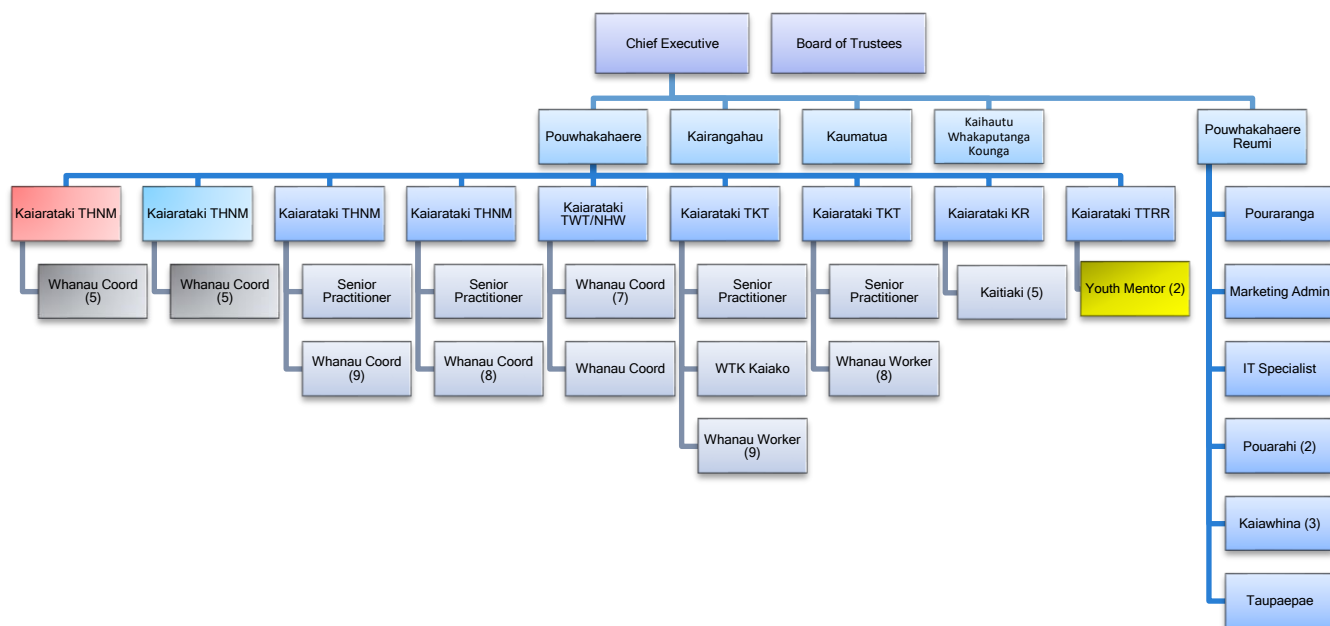 Chief Executive
Board of Trustees
Pouwhakahaere
Kairangahau
Kaumatua
Kaihautu
Whakaputanga
Kounga
Pouwhakahaere
Reumi
Kaiarataki THNM
Kaiarataki THNM
Kaiarataki THNM
Kaiarataki THNM
Kaiarataki
TWT/NHW
Kaiarataki TKT
Kaiarataki TKT
Kaiarataki KR
Kaiarataki TTRR
Pouraranga
Whanau Coord
(5)
Whanau Coord
(5)
Senior
Practitioner
Senior
Practitioner
Whanau Coord
(7)
Senior
Practitioner
Senior
Practitioner
Kaitiaki (5)
Youth Mentor (2)
Marketing Admin
Whanau Coord
(9)
Whanau Coord
(8)
Whanau Coord
WTK Kaiako
Whanau Worker
(8)
IT Specialist
Whanau Worker
(9)
Pouarahi (2)
Kaiawhina (3)
Taupaepae